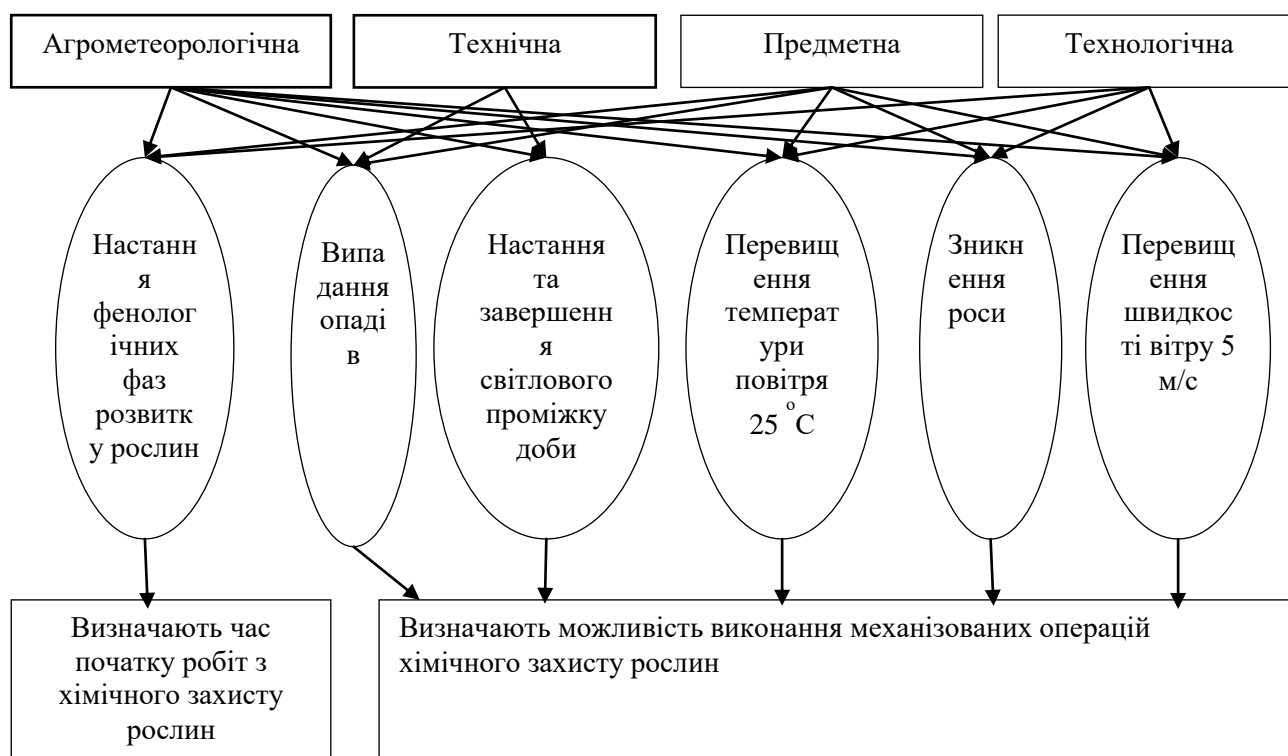 Агрометеорологічна
Технічна
Предметна
Технологічна
Настанн
я
фенолог
ічних
фаз
розвитк
у рослин
Випа
дання
опаді
в
Настання
та
завершенн
я
світлового
проміжку
доби
Перевищ
ення
температ
ури
повітря
25 °С
Зникн
ення
роси
Перевищ
ення
швидкос
ті вітру 5
м/с
Визначають час
початку робіт з
хімічного захисту
рослин
Визначають можливість виконання механізованих операцій
хімічного захисту рослин